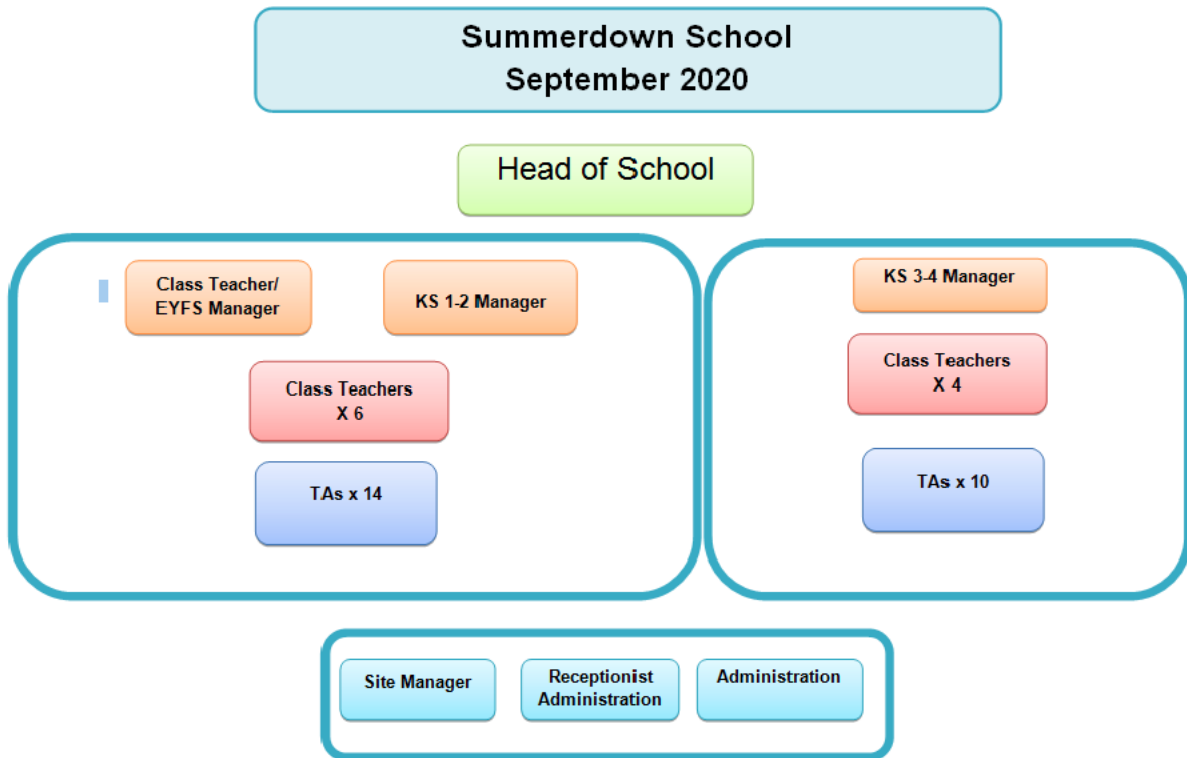 Summerdown School
September 2020
Head of School
Class Teacher/
EYFS Manager
KS 1-2 Manager
Class Teachers
X 6
TAs x 14
KS 3-4 Manager
Class Teachers
X 4
TAs x 10
Site Manager
Receptionist
Administration
Administration